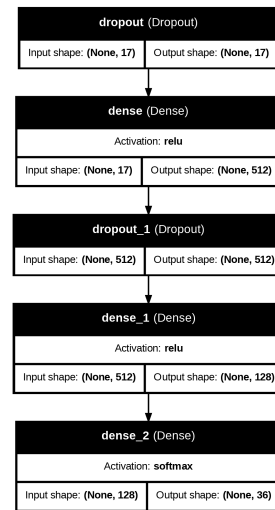 dropout (Dropout)
Input shape: (None, 17) Output shape: (None, 17)
dense (Dense)
Activation: relu
Input shape: (None, 17) Output shape: (None, 512)
dropout_1 (Dropout)
Input shape: (None, 512) Output shape: (None, 512)
dense_1 (Dense)
Activation: relu
Input shape: (None, 512) Output shape: (None, 128)
dense_2 (Dense)
Activation: softmax
Input shape: (None, 128) Output shape: (None, 36)